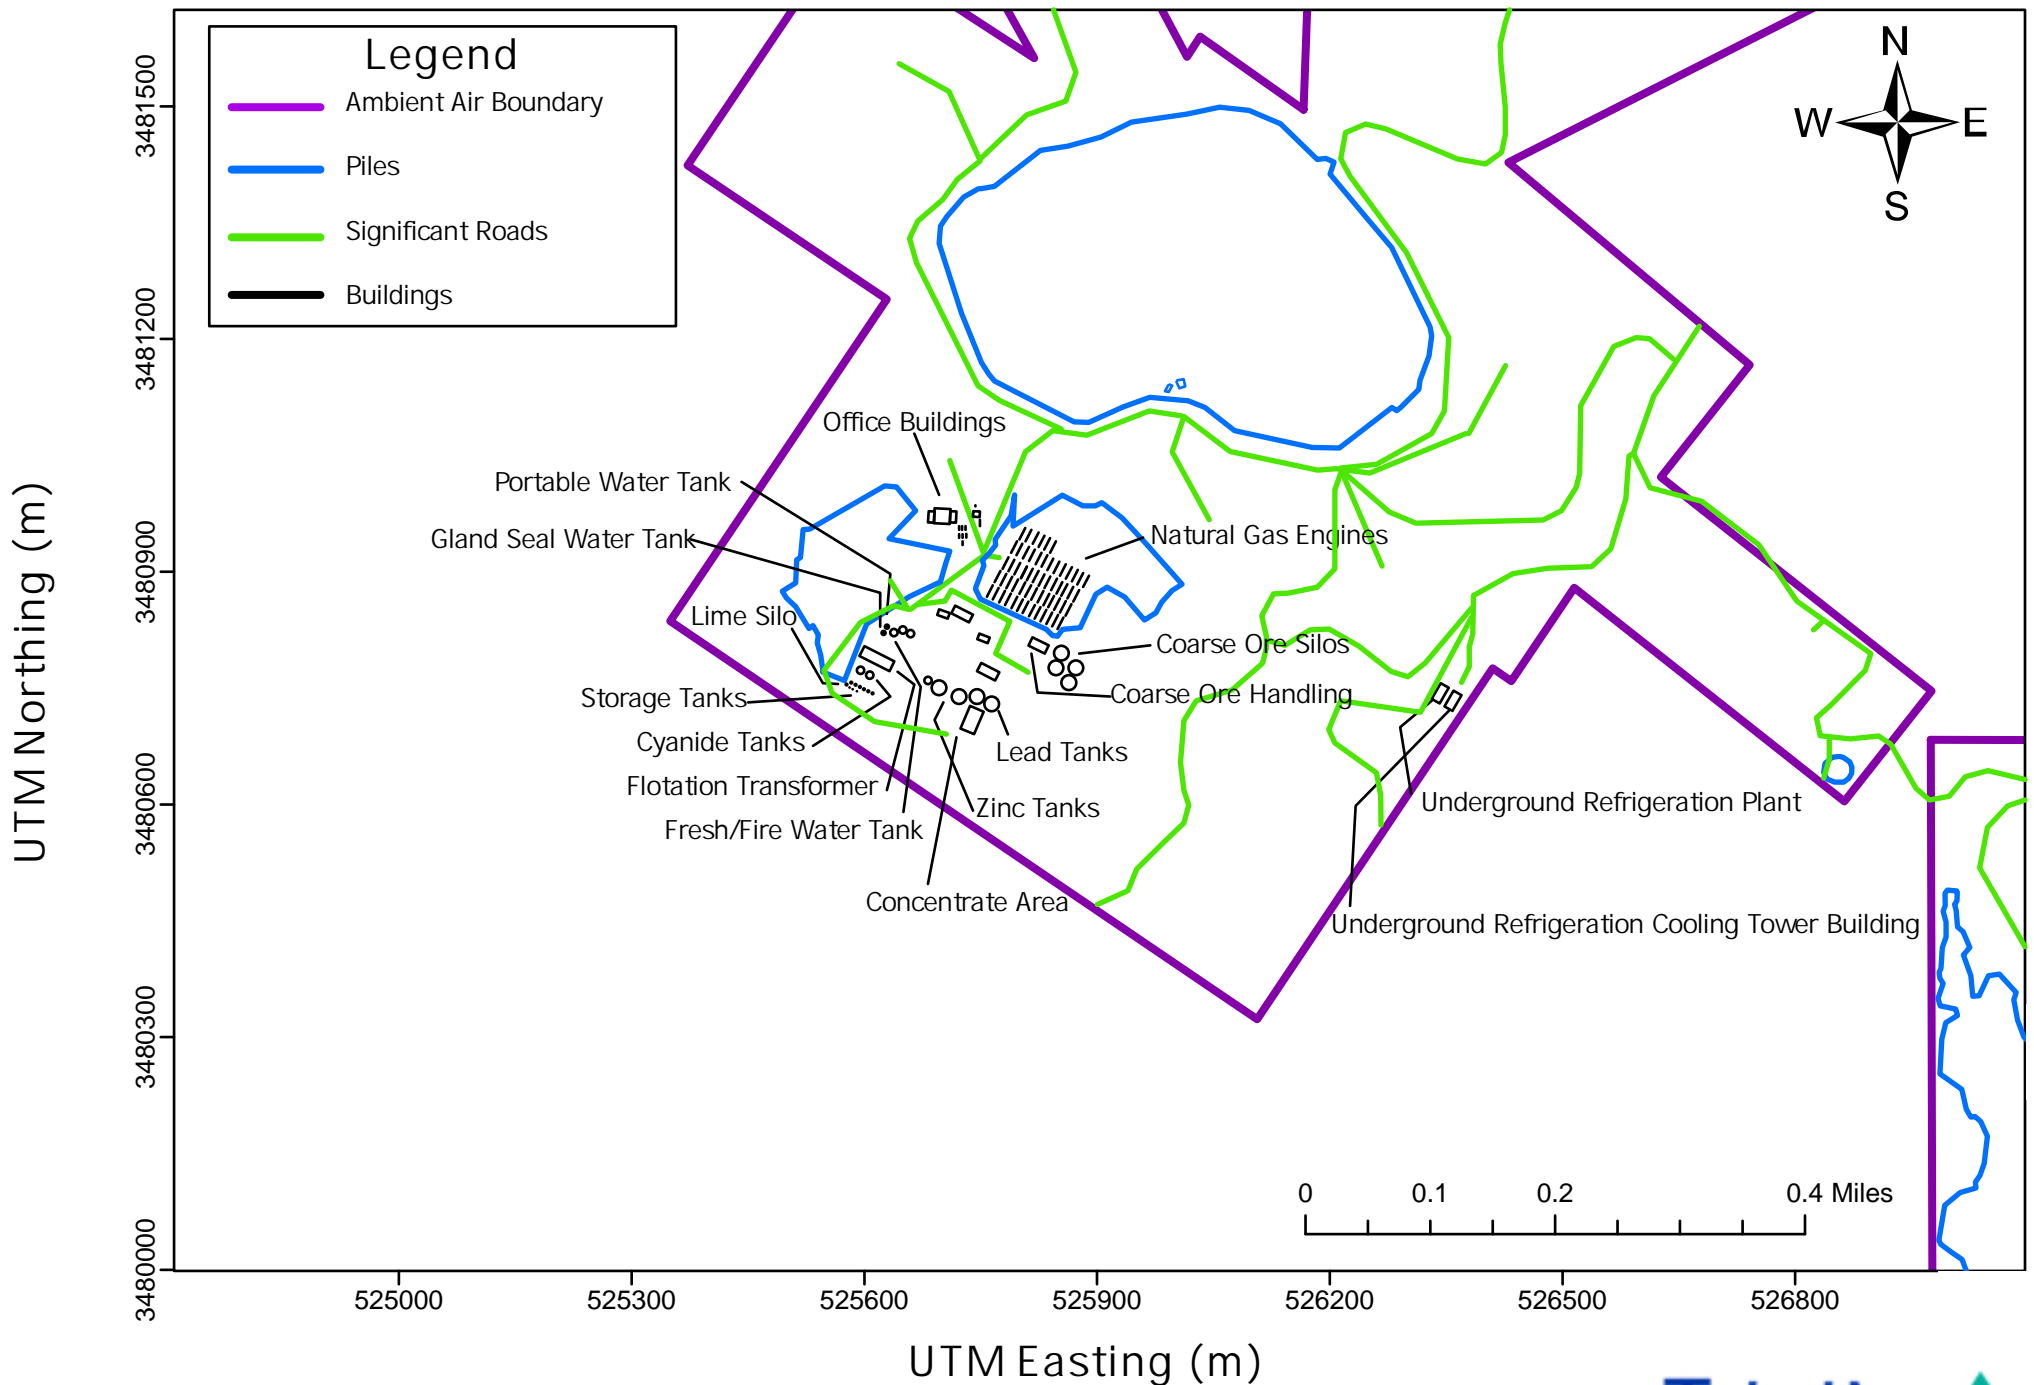 Legend
Ambient Air Boundary
Piles
Significant Roads
Buildings
N
W E
S
3481500
3481200
3480900
3480600
3480300
3480000
UTM Northing (m)
Office Buildings
Portable Water Tank
Gland Seal Water Tank
Natural Gas Engines
Lime Silo
Coarse Ore Silos
Storage Tanks
Coarse Ore Handling
Cyanide Tanks
Lead Tanks
Flotation Transformer
Zinc Tanks
Underground Refrigeration Plant
Fresh/Fire Water Tank
Concentrate Area
Underground Refrigeration Cooling Tower Building
0 0.1 0.2 0.4 Miles
525000 525300 525600 525900 526200 526500 526800
UTM Easting (m)